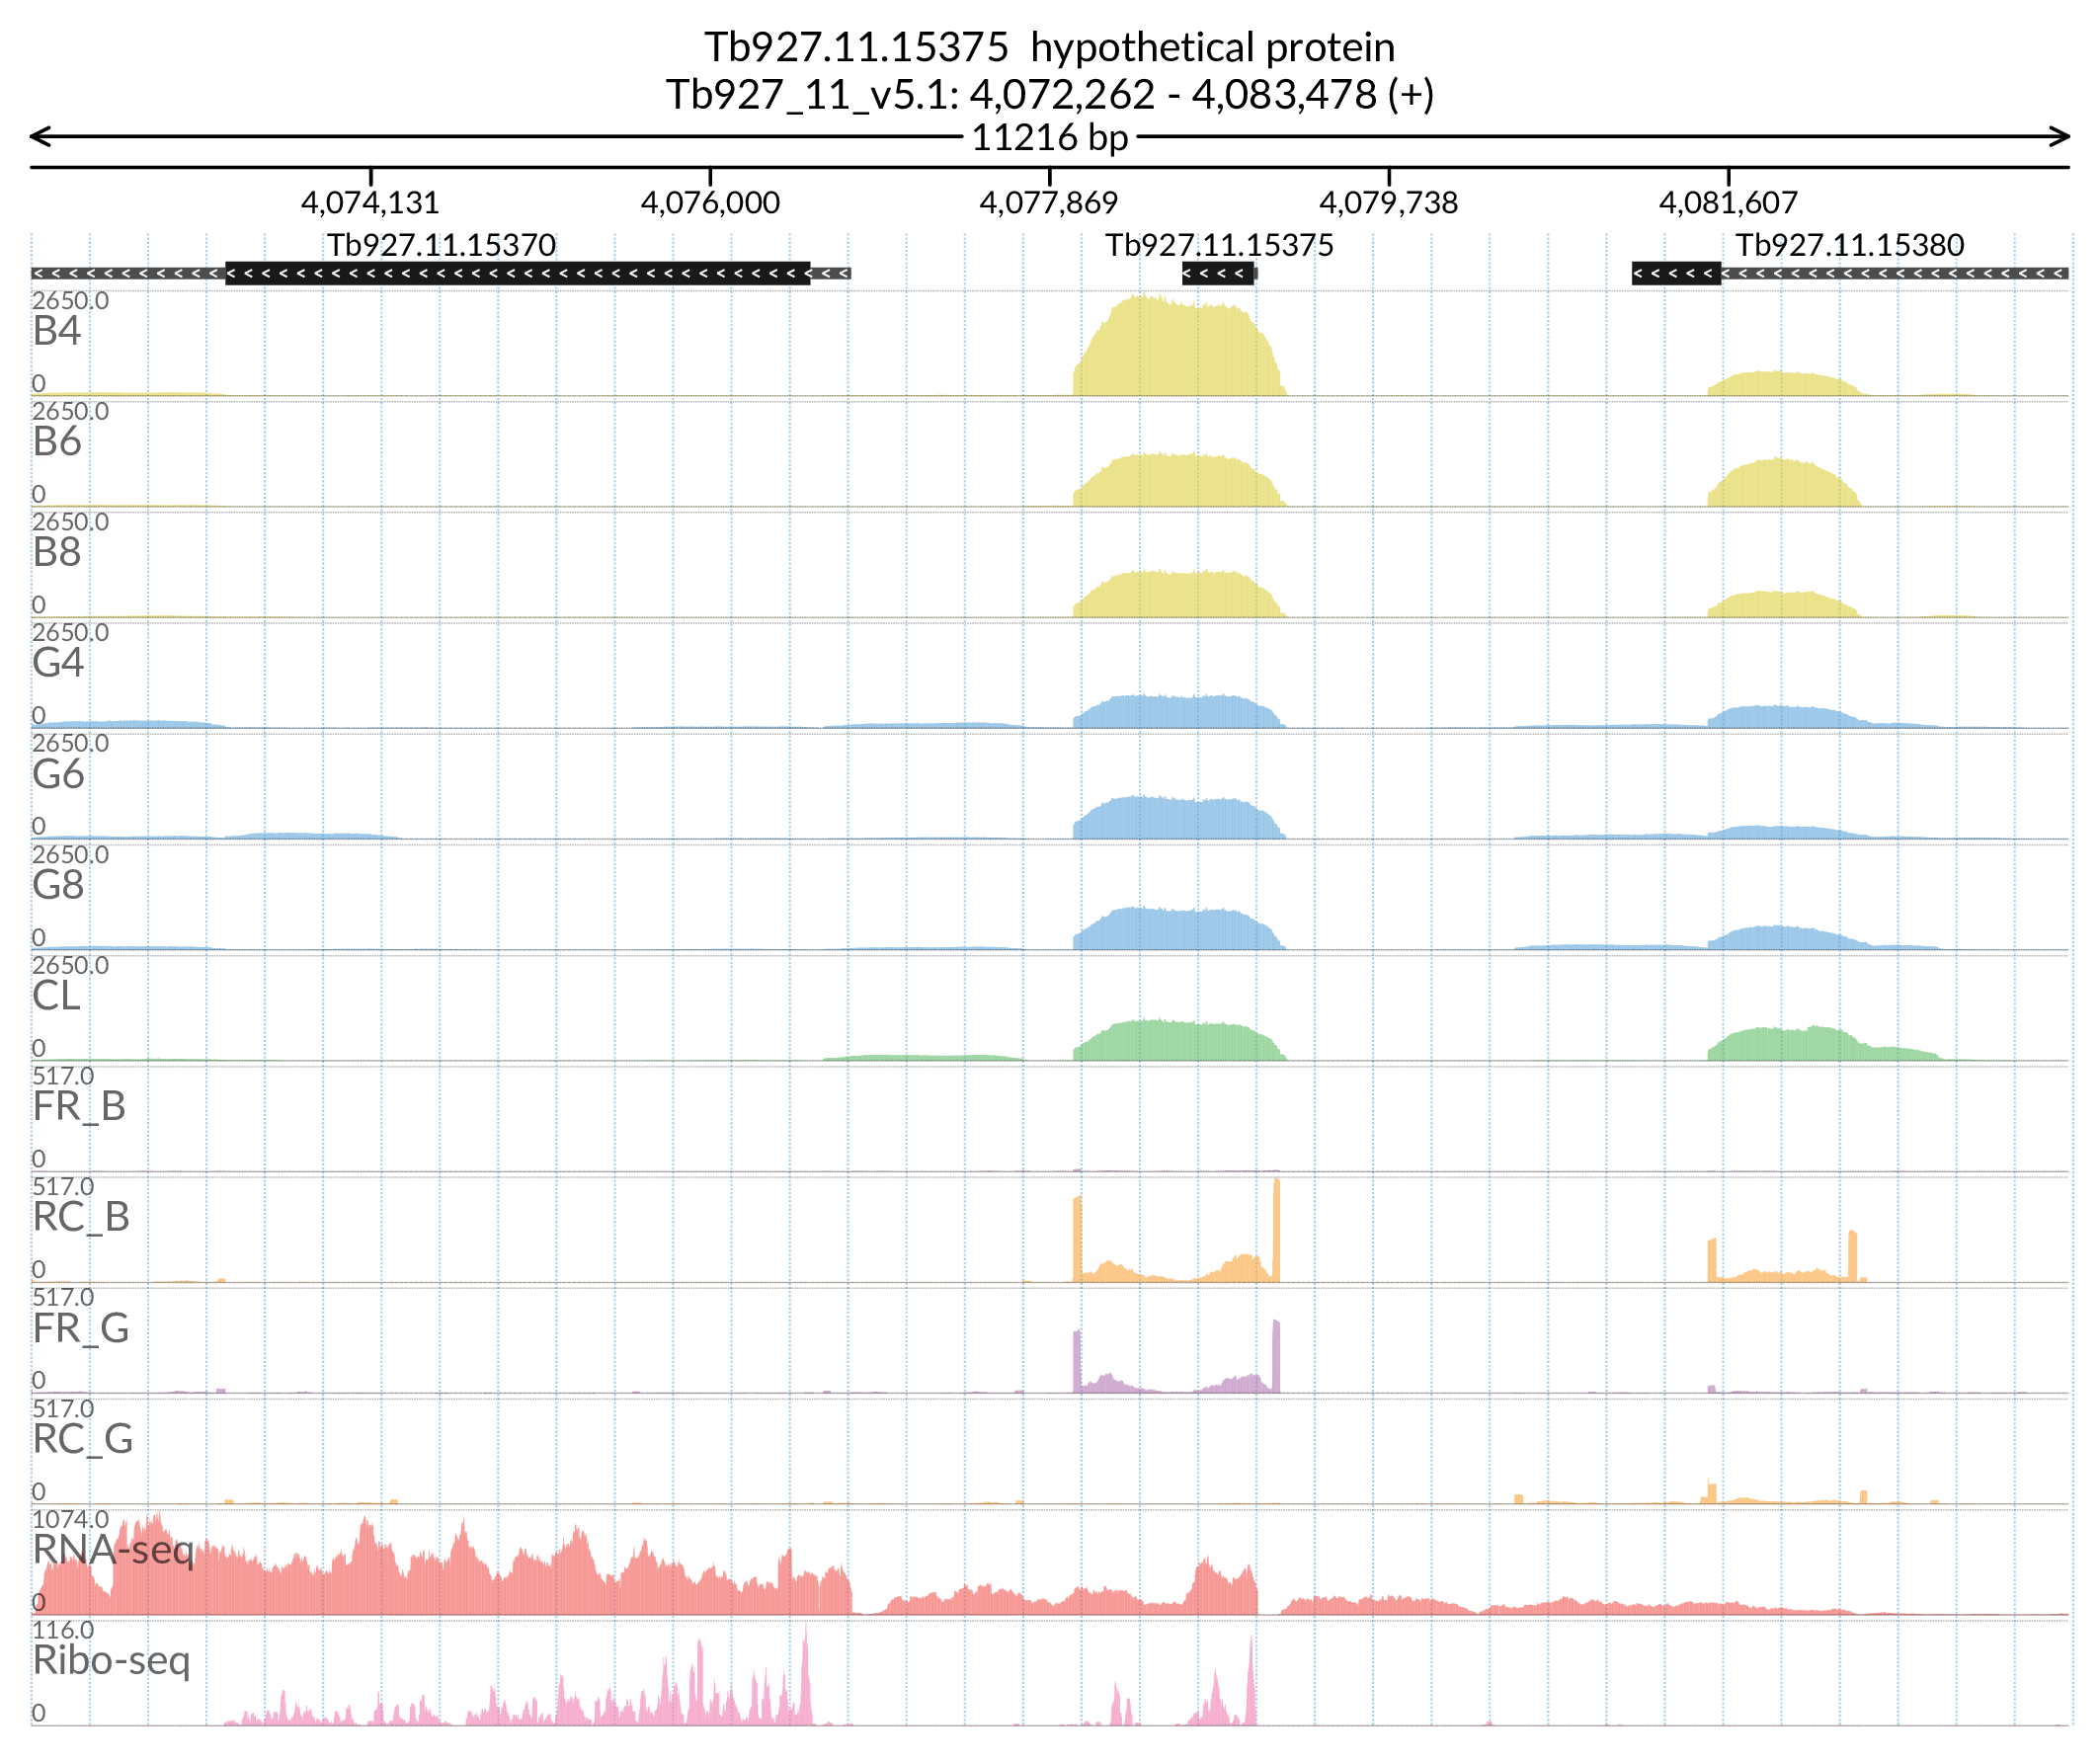 Tb927.11.15375 hypothetical protein
Tb927_11_v5.1: 4,072,262 - 4,083,478 (+)
11216 bp
4,074,131 4,076,000 4,077,869 4,079,738 4,081,607
Tb927.11.15370 Tb927.11.15375 Tb927.11.15380
2650.0
B4
0
2650.0
B6
0
2650.0
B8
0
2650.0
G4
0
2650.0
G6
0
2650.0
G8
0
2650.0
CL
0
517.0
FR_B
0
517.0
RC_B
0
517.0
FR_G
0
517.0
RC_G
0
1074.0
RNA-seq
0
116.0
Ribo-seq
0